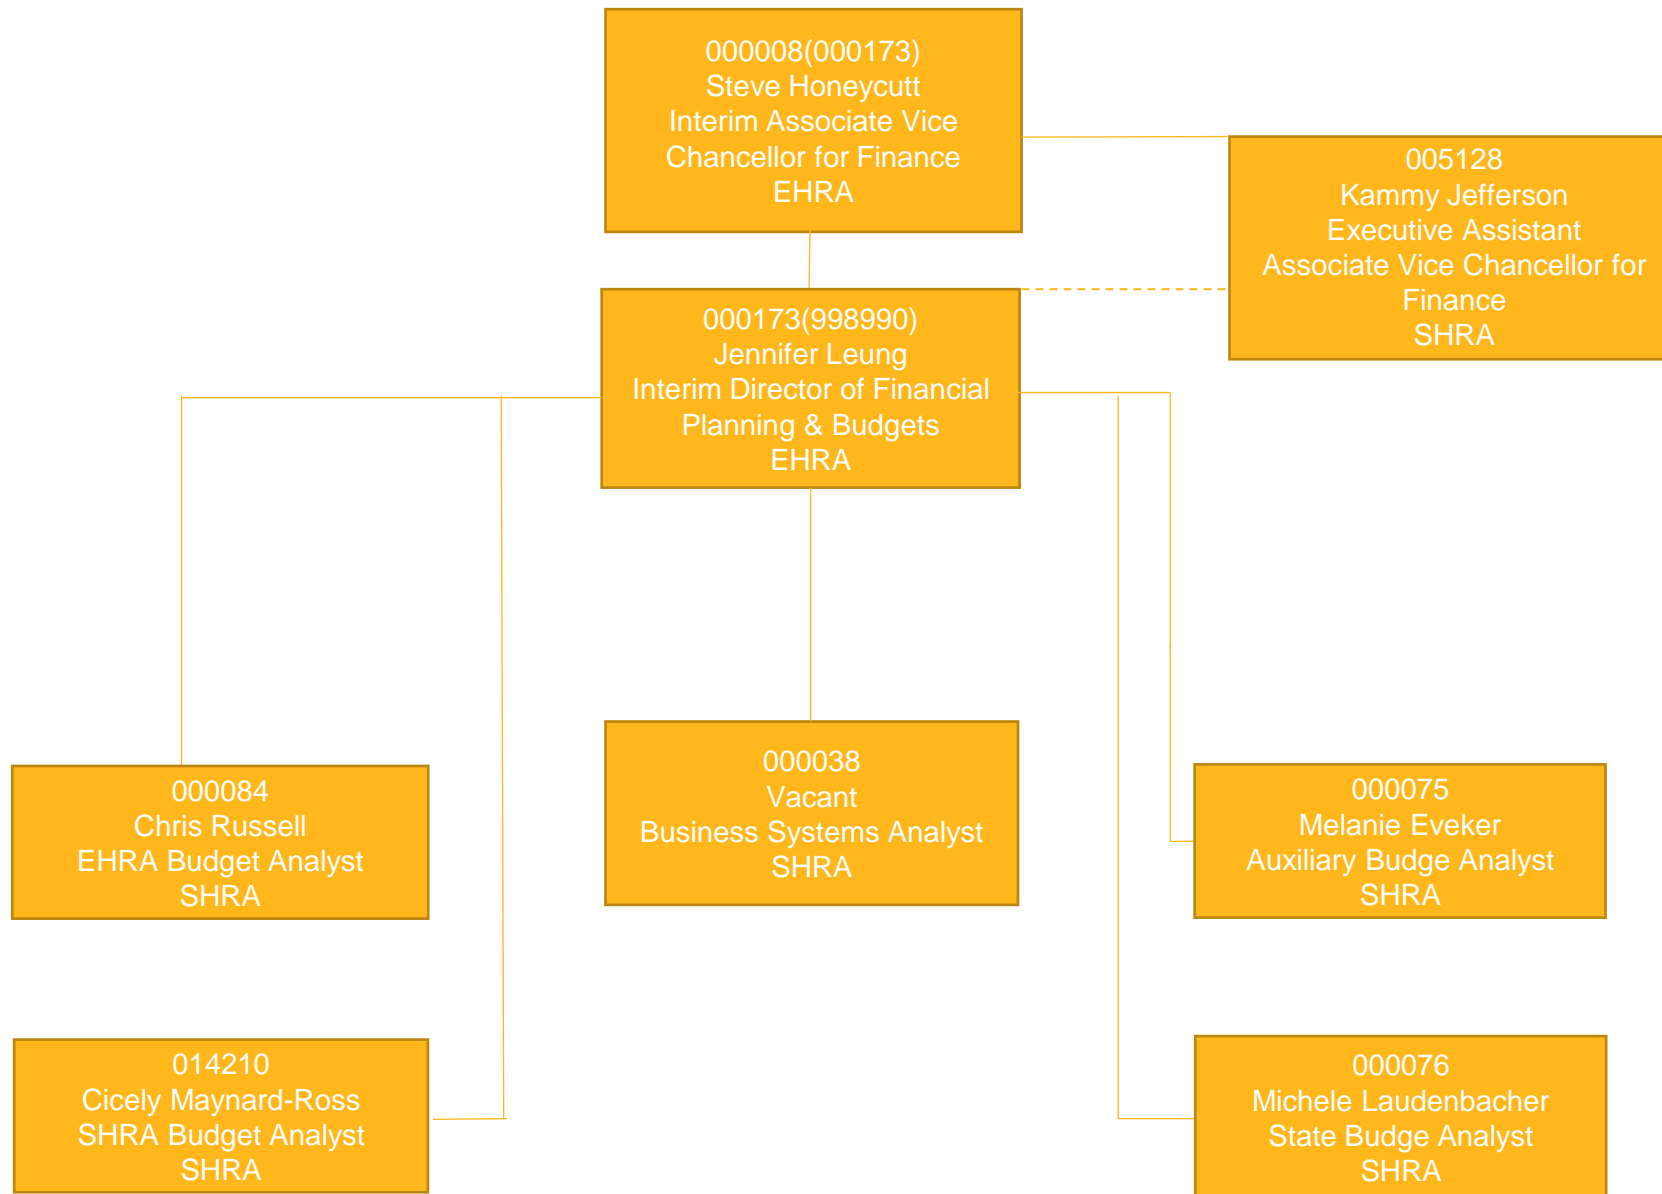 000008(000173)
Steve Honeycutt
Interim Associate Vice
Chancellor for Finance
EHRA
005128
Kammy Jefferson
Executive Assistant
Associate Vice Chancellor for
Finance
SHRA
000173(998990)
Jennifer Leung
Interim Director of Financial
Planning & Budgets
EHRA
000084
Chris Russell
EHRA Budget Analyst
SHRA
000038
Vacant
Business Systems Analyst
SHRA
000075
Melanie Eveker
Auxiliary Budge Analyst
SHRA
014210
Cicely Maynard-Ross
SHRA Budget Analyst
SHRA
000076
Michele Laudenbacher
State Budge Analyst
SHRA